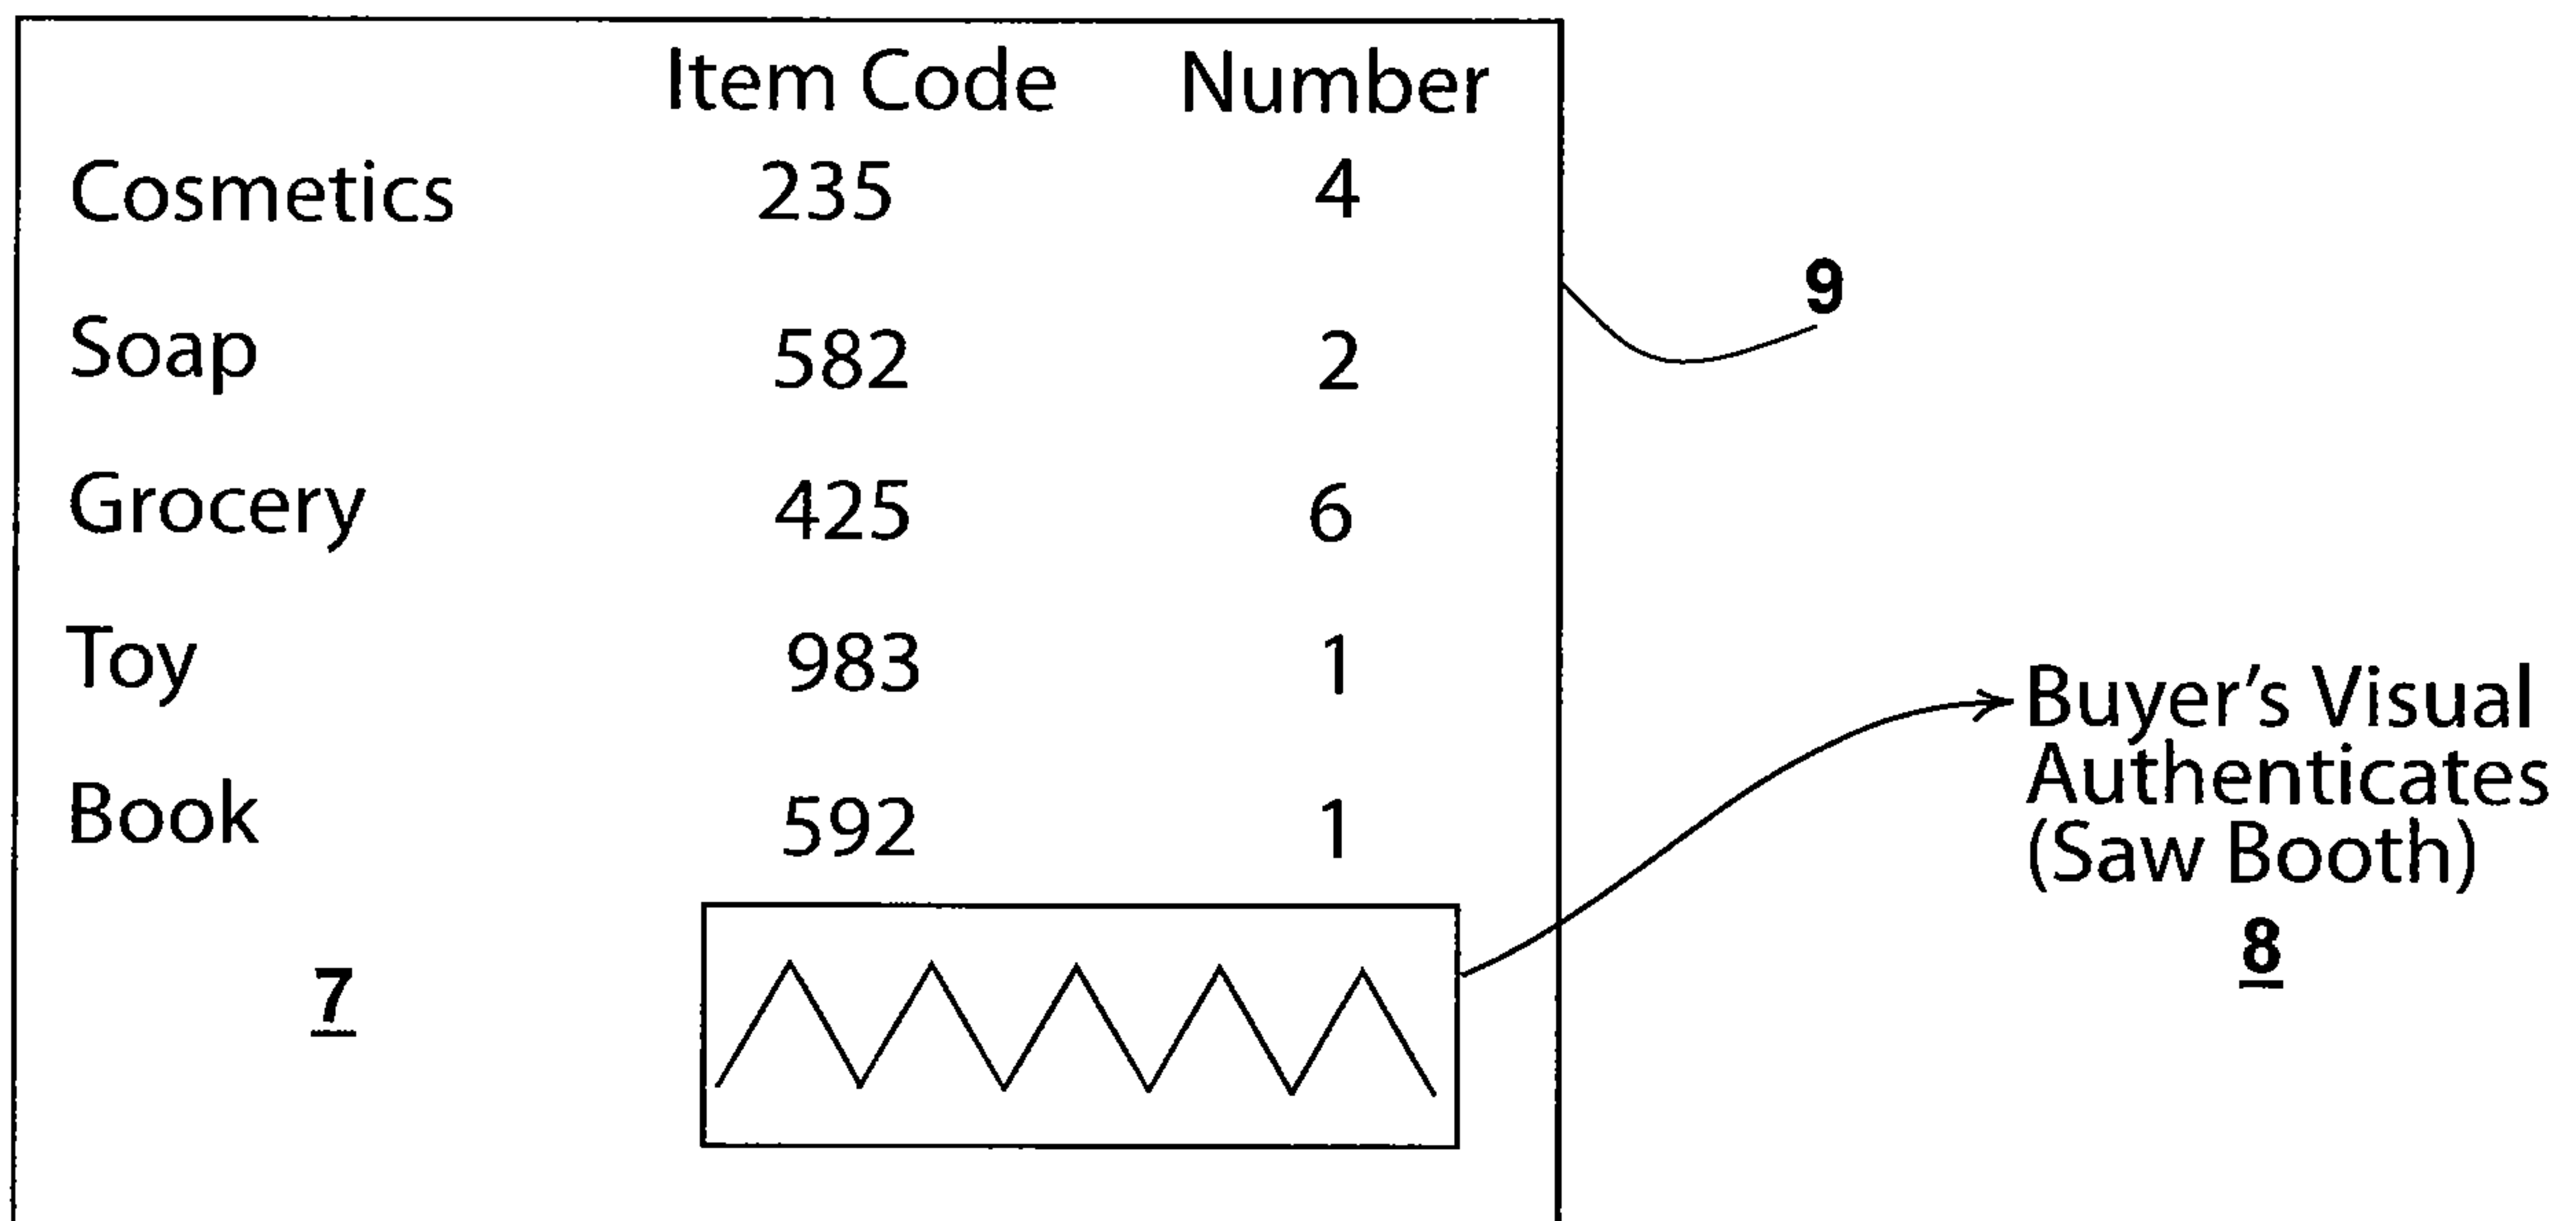 Item Code Number
Cosmetics 235 4
9
Soap 582 2
Grocery 425 6
Toy 983 1
Book 592 1
Buyer's Visual
Authenticates
(Saw Booth)
8
7